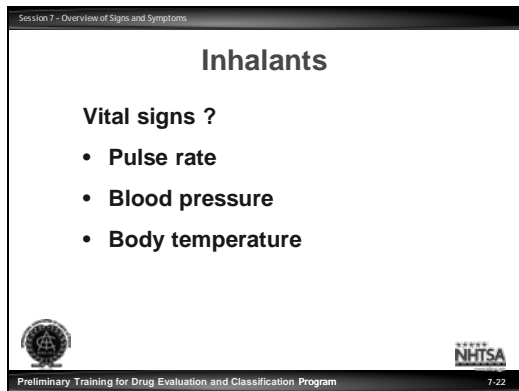 Session 7 - Overview of Signs and Symptoms
Inhalants
Vital signs ?
• Pulse rate
• Blood pressure
• Body temperature
NHTSA
Preliminary Training for Drug Evaluation and Classification Program 7-22